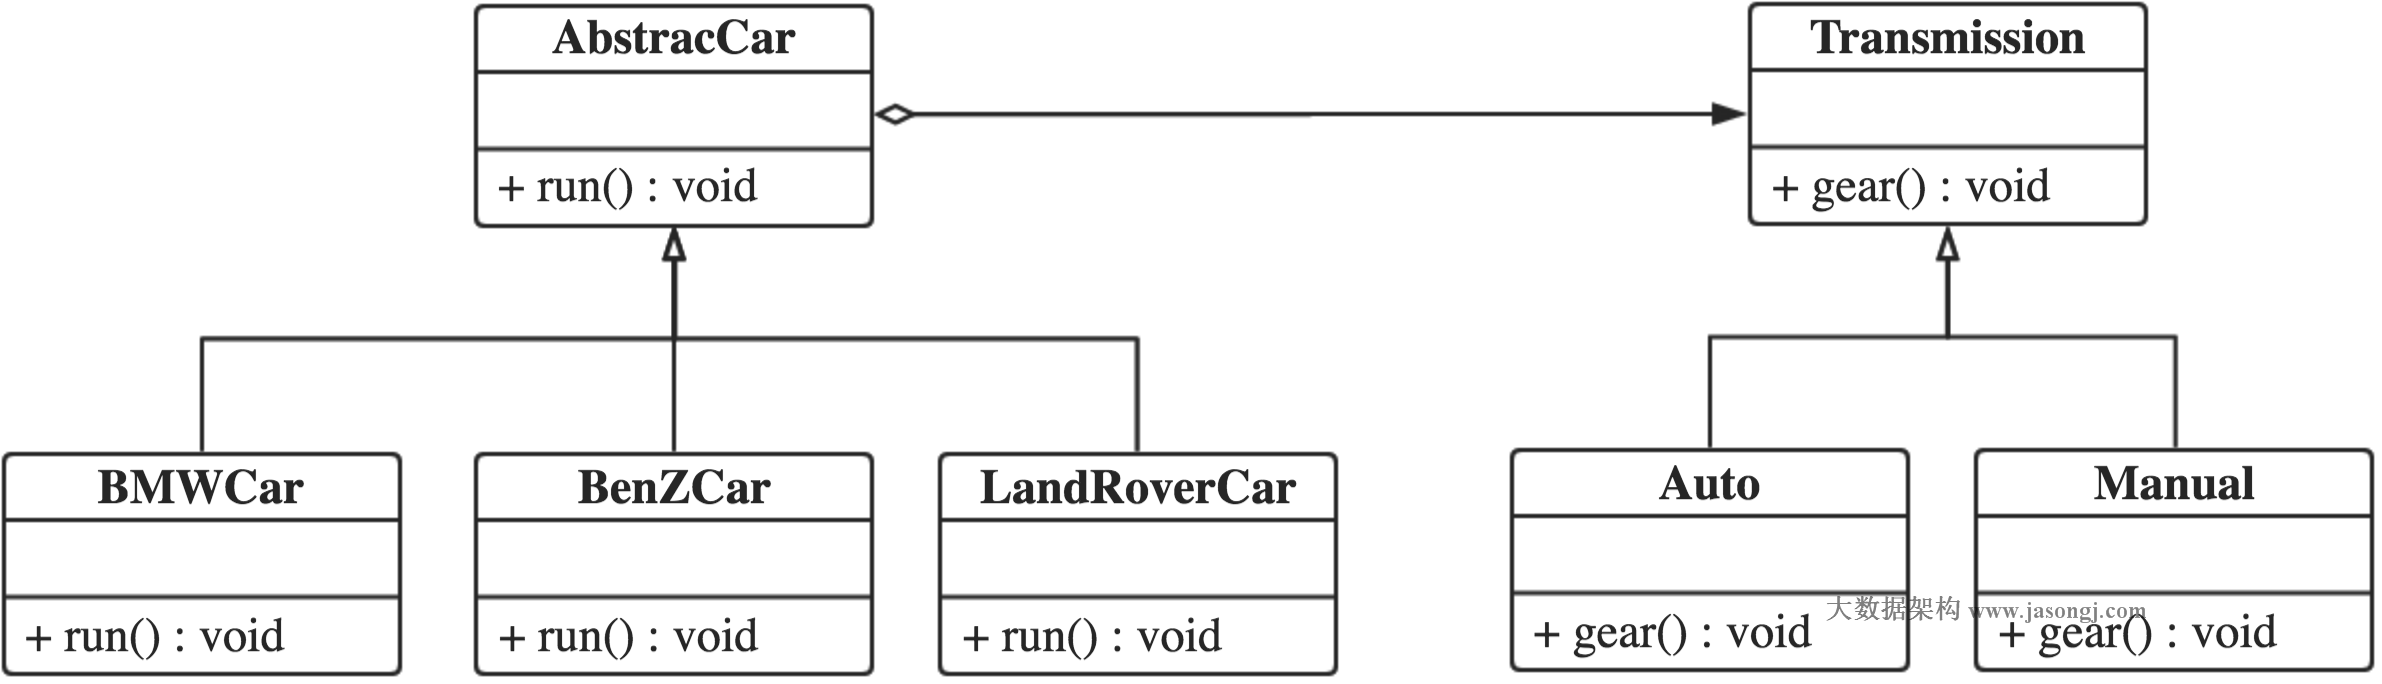 AbstracCar
+ run() : void
Transmission
+ gear() : void
BMWCar
+ run() : void
BenZCar
+ run() : void
LandRoverCar
+ run() : void
Auto
+ gear() : void
Manual
+ gear() : void
大数据架构 www.jasongj.com